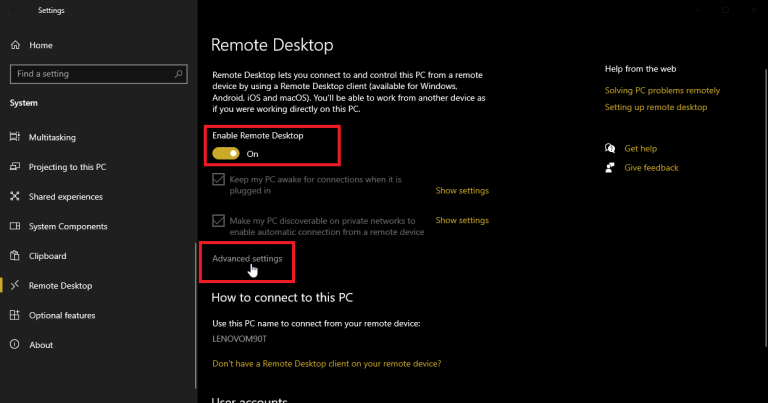 Settings
Home
Find a setting
System
Multitasking
Projecting to this PC
Shared experiences
System Components
Clipboard
Remote Desktop
Optional features
About
Remote Desktop
Remote Desktop lets you connect to and control this PC from a remote
device by using a Remote Desktop client (available for Windows,
Android, iOS and macOS). You'll be able to work from another device as
if you were working directly on this PC.
Enable Remote Desktop
On
Keep my PC awake for connections when it is
plugged in
Show settings
Make my PC discoverable on private networks to
enable automatic connection from a remote device
Show settings
Advanced settings
How to connect to this PC
Use this PC name to connect from your remote device:
LENOVOM90T
Don't have a Remote Desktop client on your remote device?
User accounts
Help from the web
Solving PC problems remotely
Setting up remote desktop
Get help
Give feedback